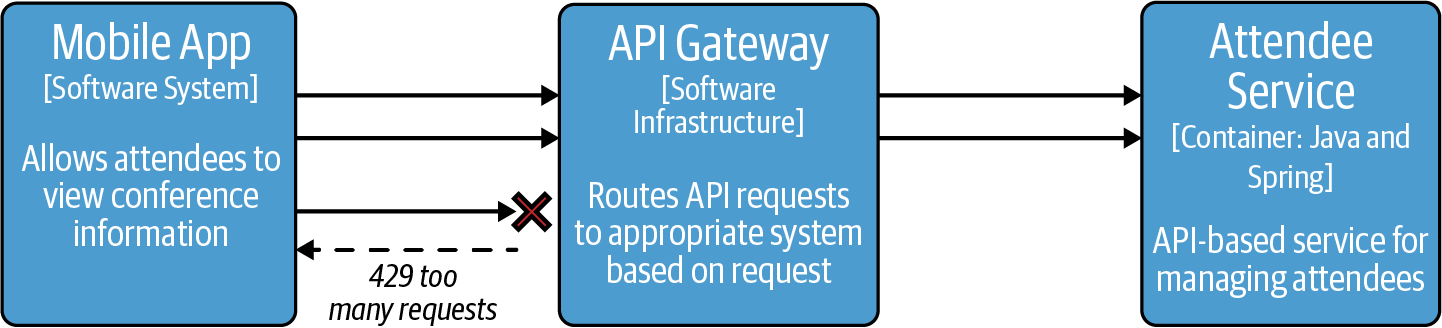 Mobile App
[Software System]
Allows attendees to
view conference
information
429 too
many requests
API Gateway
[Software
Infrastructure]
Routes API requests
to appropriate system
based on request
Attendee
Service
[Container: Java and
Spring]
API-based service for
managing attendees